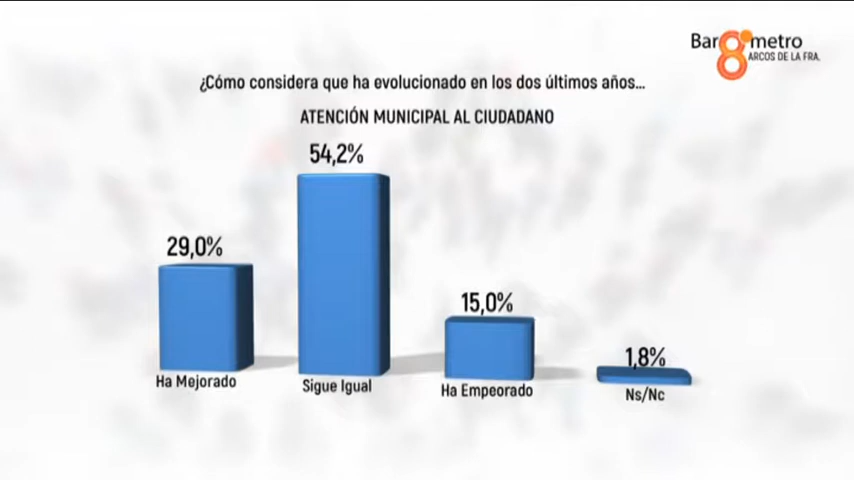 Bar8metro
ARCOS DE LA FRA.
¿Cómo considera que ha evolucionado en los dos últimos años...
ATENCIÓN MUNICIPAL AL CIUDADANO
54,2%
29,0%
15,0%
1,8%
Ha Mejorado
Sigue Igual
Ha Empeorado
Ns/Nc